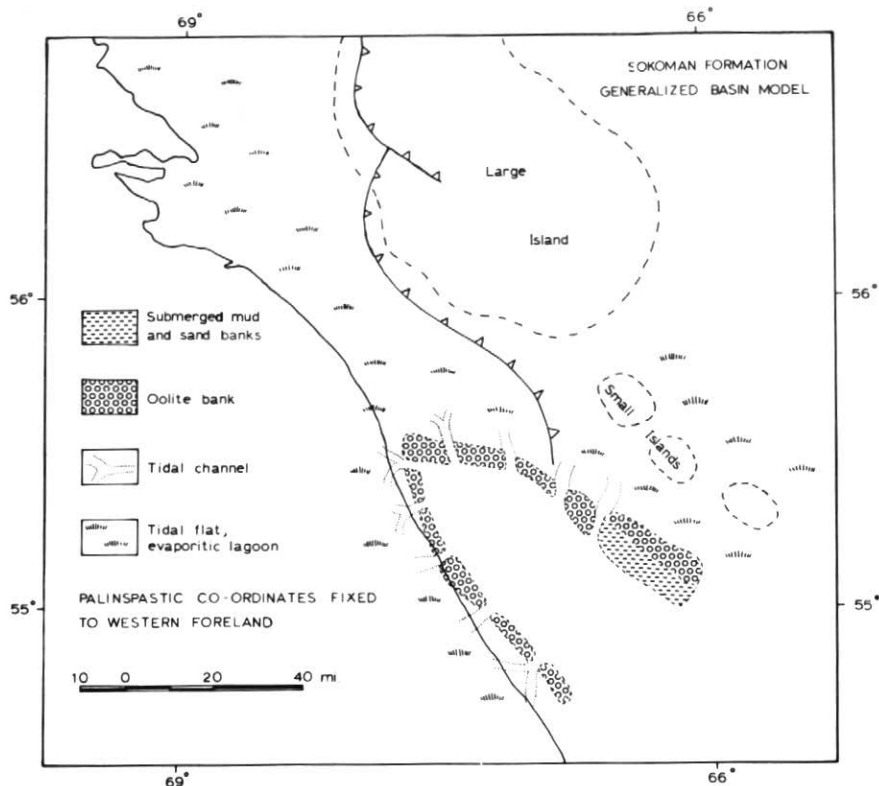 69°
66°
SOKOMAN FORMATION
GENERALIZED BASIN MODEL
Large
Island
56°
56°
Submerged mud
and sand banks
Oolite bank
Small
Islands
Tidal channel
Tidal flat,
evaporitic lagoon
PALINSPASTIC CO-ORDINATES FIXED
TO WESTERN FORELAND
55°
55°
10 0 20 40 mi
69°
66°